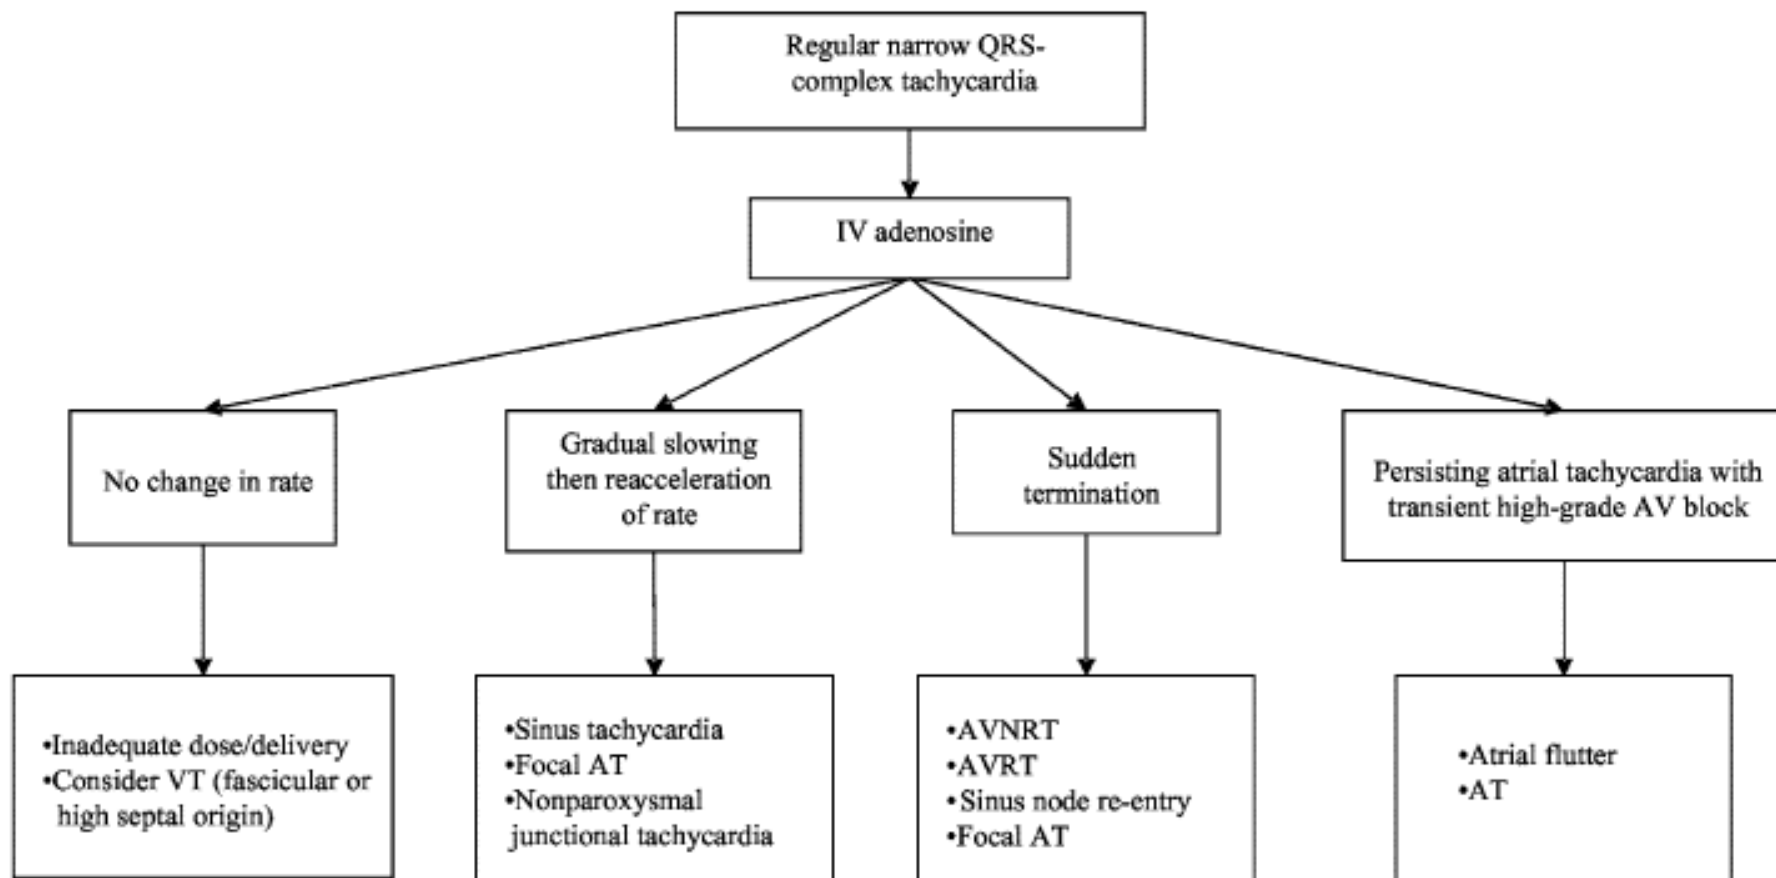 Regular narrow QRS-
complex tachycardia
IV adenosine
No change in rate
Gradual slowing
then reacceleration
of rate
Sudden
termination
Persisting atrial tachycardia with
transient high-grade AV block
•Inadequate dose/delivery
•Consider VT (fascicular or
high septal origin)
•Sinus tachycardia
•Focal AT
•Nonparoxysmal
junctional tachycardia
•AVNRT
•AVRT
•Sinus node re-entry
•Focal AT
•Atrial flutter
•AT